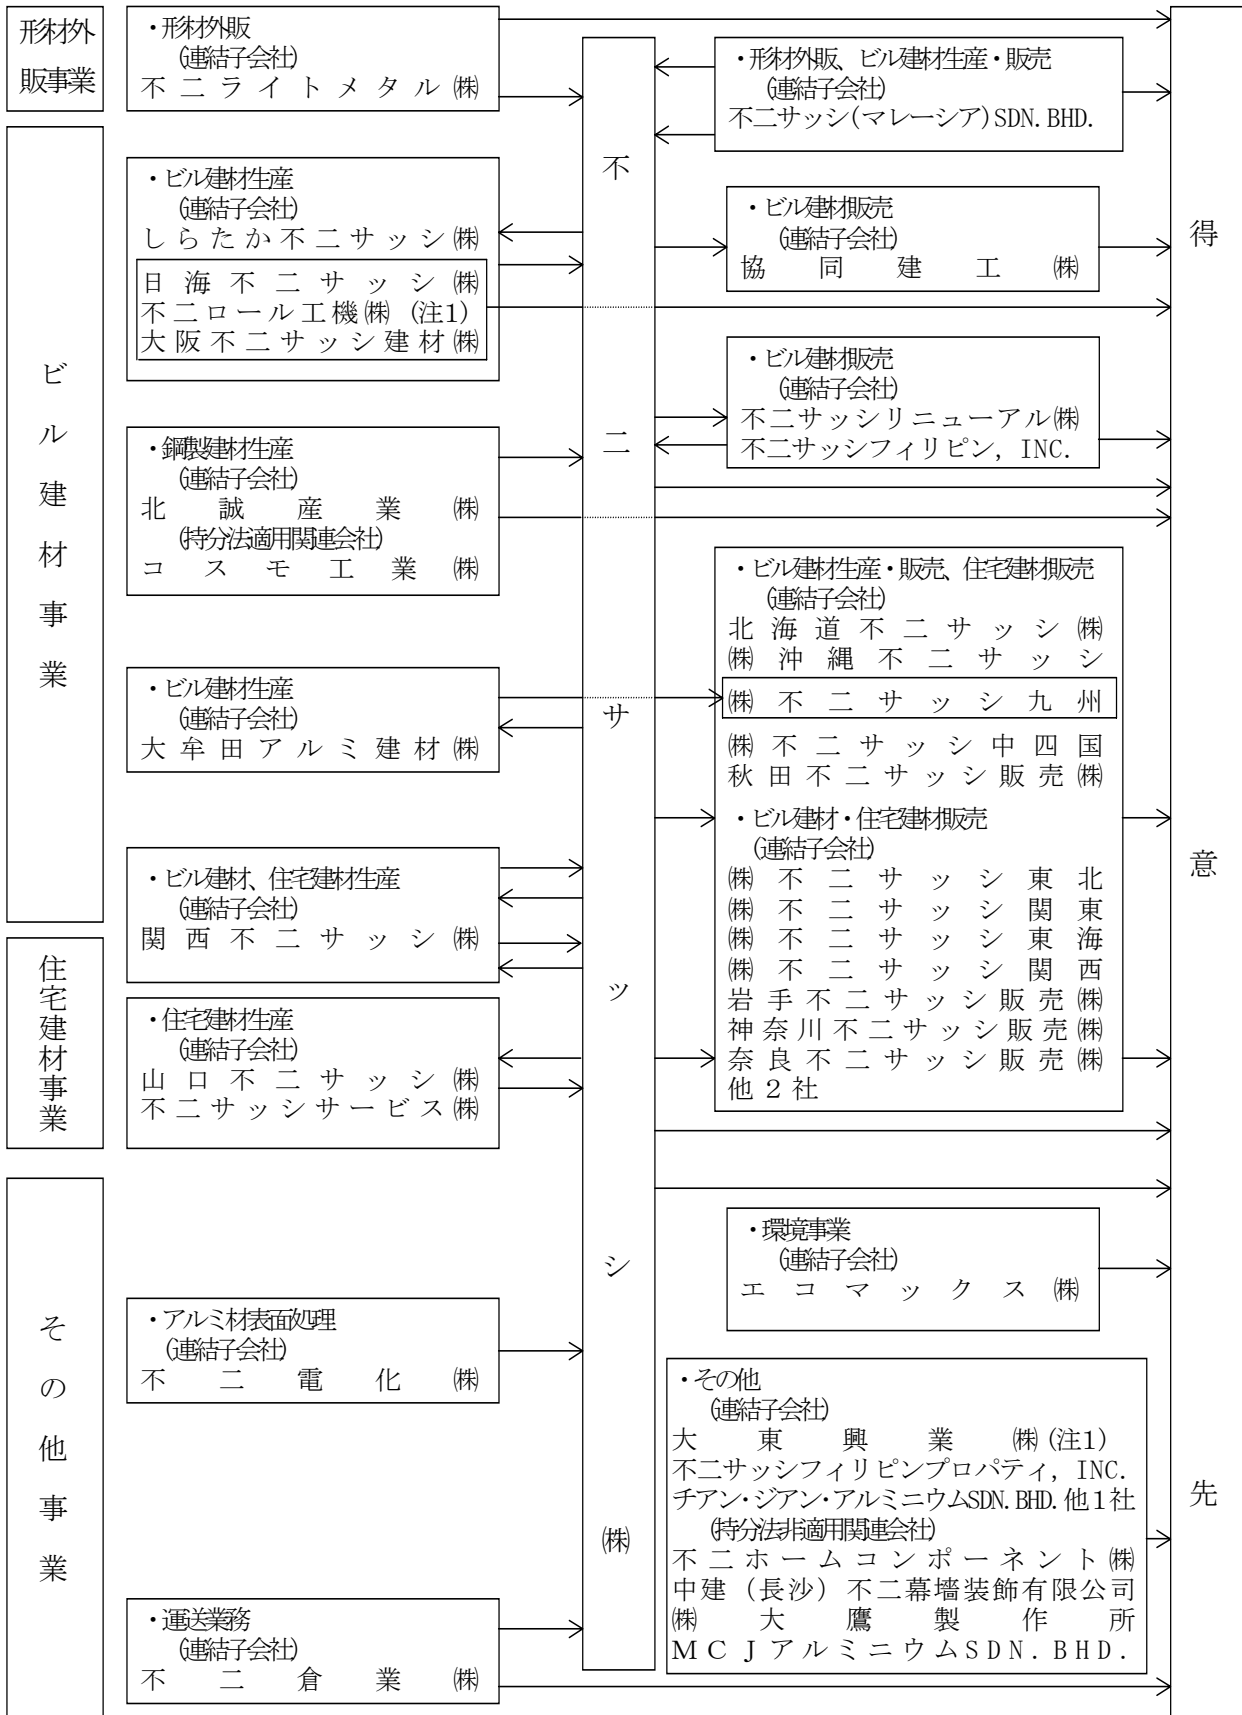 形材外
販事業
・形材外販
(連結子会社)
不二ライトメタル㈱
・形材外販、ビル建材生産・販売
(連結子会社)
不二サッシ(マレーシア)SDN.BHD.
ビル建材事業
・ビル建材生産
(連結子会社)
しらたか不二サッシ㈱
日海不二サッシ㈱
不二ロール工機㈱ (注1)
大阪不二サッシ建材㈱
・ビル建材販売
(連結子会社)
協同建工㈱
・ビル建材販売
(連結子会社)
不二サッシリニューアル㈱
不二サッシフィリピン, INC.
・鋼製建材生産
(連結子会社)
北誠産業㈱
(持分法適用関連会社)
コスモ工業㈱
・ビル建材生産
(連結子会社)
大牟田アルミ建材㈱
・ビル建材、住宅建材生産
(連結子会社)
関西不二サッシ㈱
住宅建材事業
・住宅建材生産
(連結子会社)
山口不二サッシ㈱
不二サッシサービス㈱
不二サッシ㈱
・ビル建材生産・販売、住宅建材販売
(連結子会社)
北海道不二サッシ㈱
㈱沖縄不二サッシ
㈱不二サッシ九州
㈱不二サッシ中四国
秋田不二サッシ販売㈱
・ビル建材・住宅建材販売
(連結子会社)
㈱不二サッシ東北
㈱不二サッシ関東
㈱不二サッシ東海
㈱不二サッシ関西
岩手不二サッシ販売㈱
神奈川不二サッシ販売㈱
奈良不二サッシ販売㈱
他２社
その他事業
・アルミ材表面処理
(連結子会社)
不二電化㈱
・運送業務
(連結子会社)
不二倉業㈱
・環境事業
(連結子会社)
エコマックス㈱
・その他
(連結子会社)
大東興業㈱(注1)
不二サッシフィリピンプロパティ, INC.
チアン・ジアン・アルミニウムSDN.BHD.他１社
(持分法非適用関連会社)
不二ホームコンポーネント㈱
中建（長沙）不二幕墻装飾有限公司
㈱大鷹製作所
ＭＣＪアルミニウムSDN.BHD.
得意先